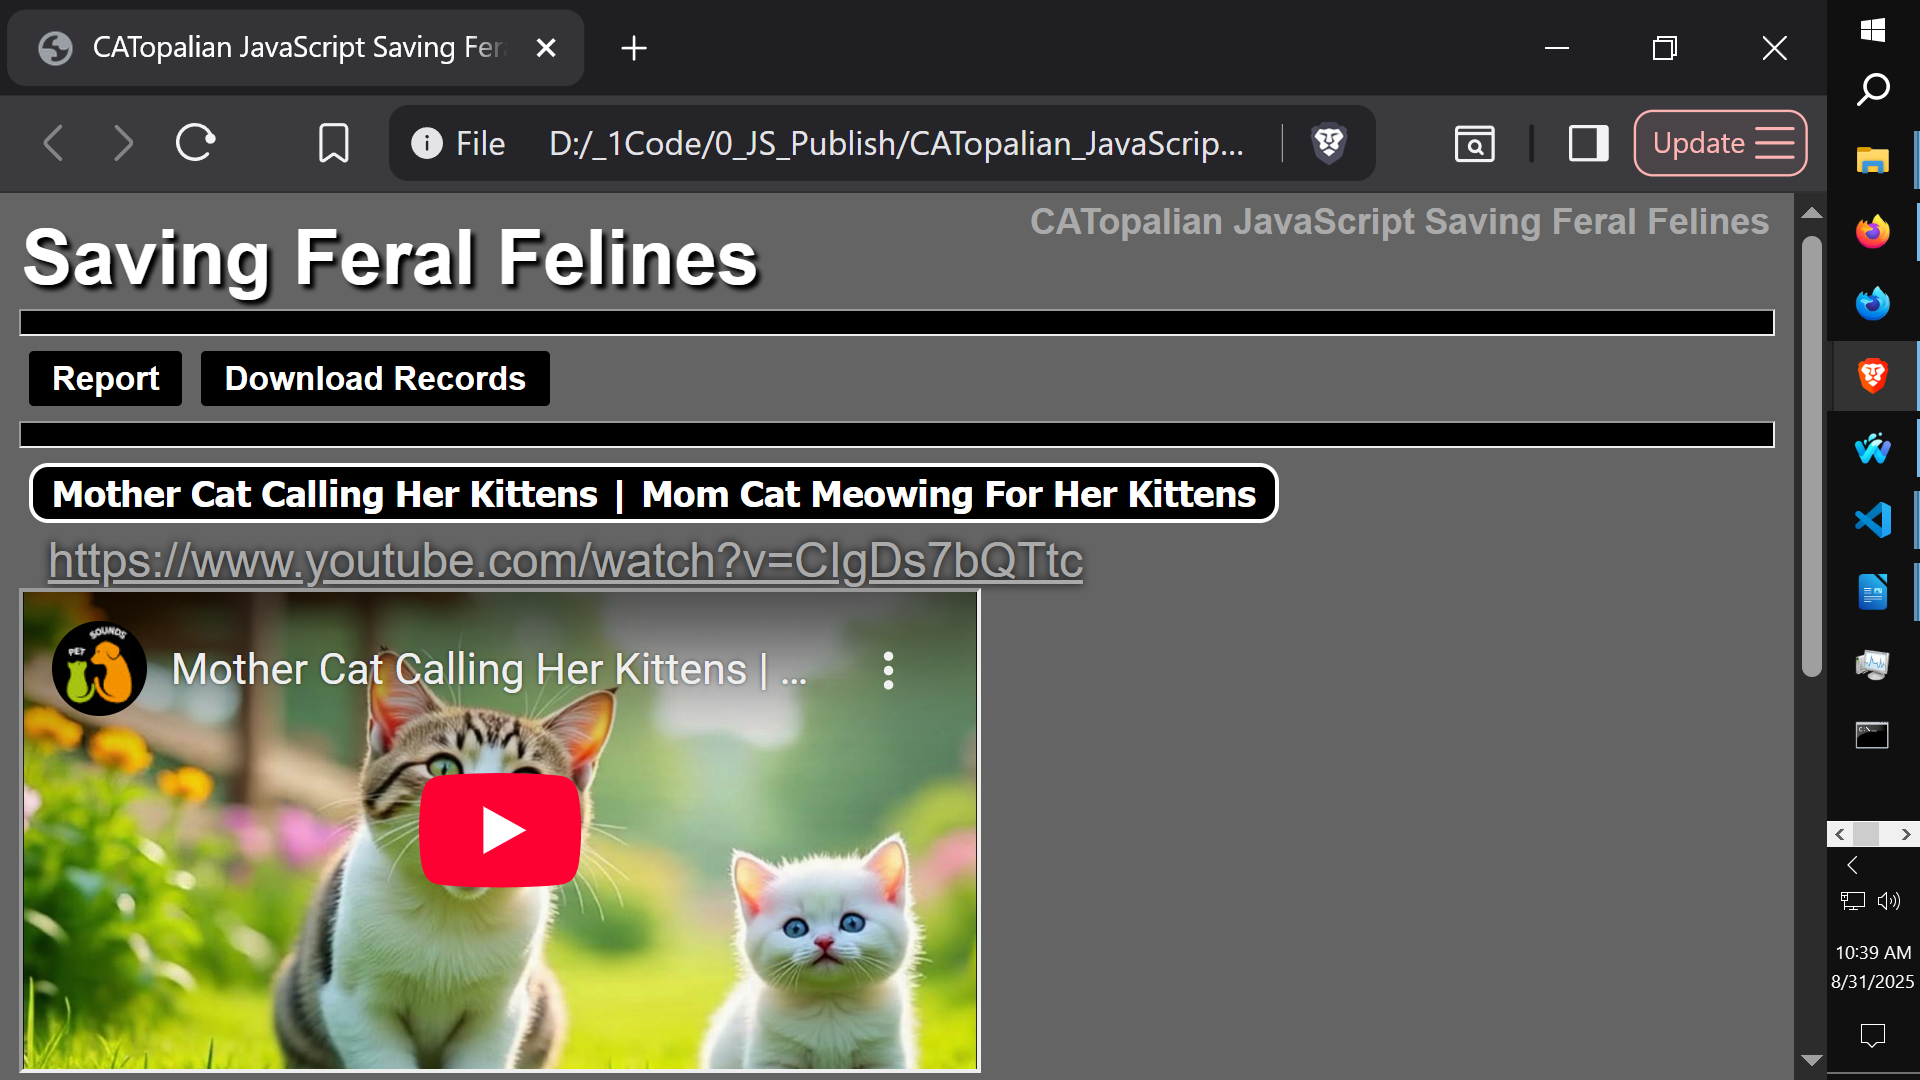 CATopalian JavaScript Saving Fer
File
D:/_1Code/0_JS_Publish/CATopalian_JavaScrip...
Update
CATopalian JavaScript Saving Feral Felines
Saving Feral Felines
Report
Download Records
Mother Cat Calling Her Kittens | Mom Cat Meowing For Her Kittens
https://www.youtube.com/watch?v=CIgDs7bQTtc
PET SOUNDS
Mother Cat Calling Her Kittens | ...
10:39 AM
8/31/2025